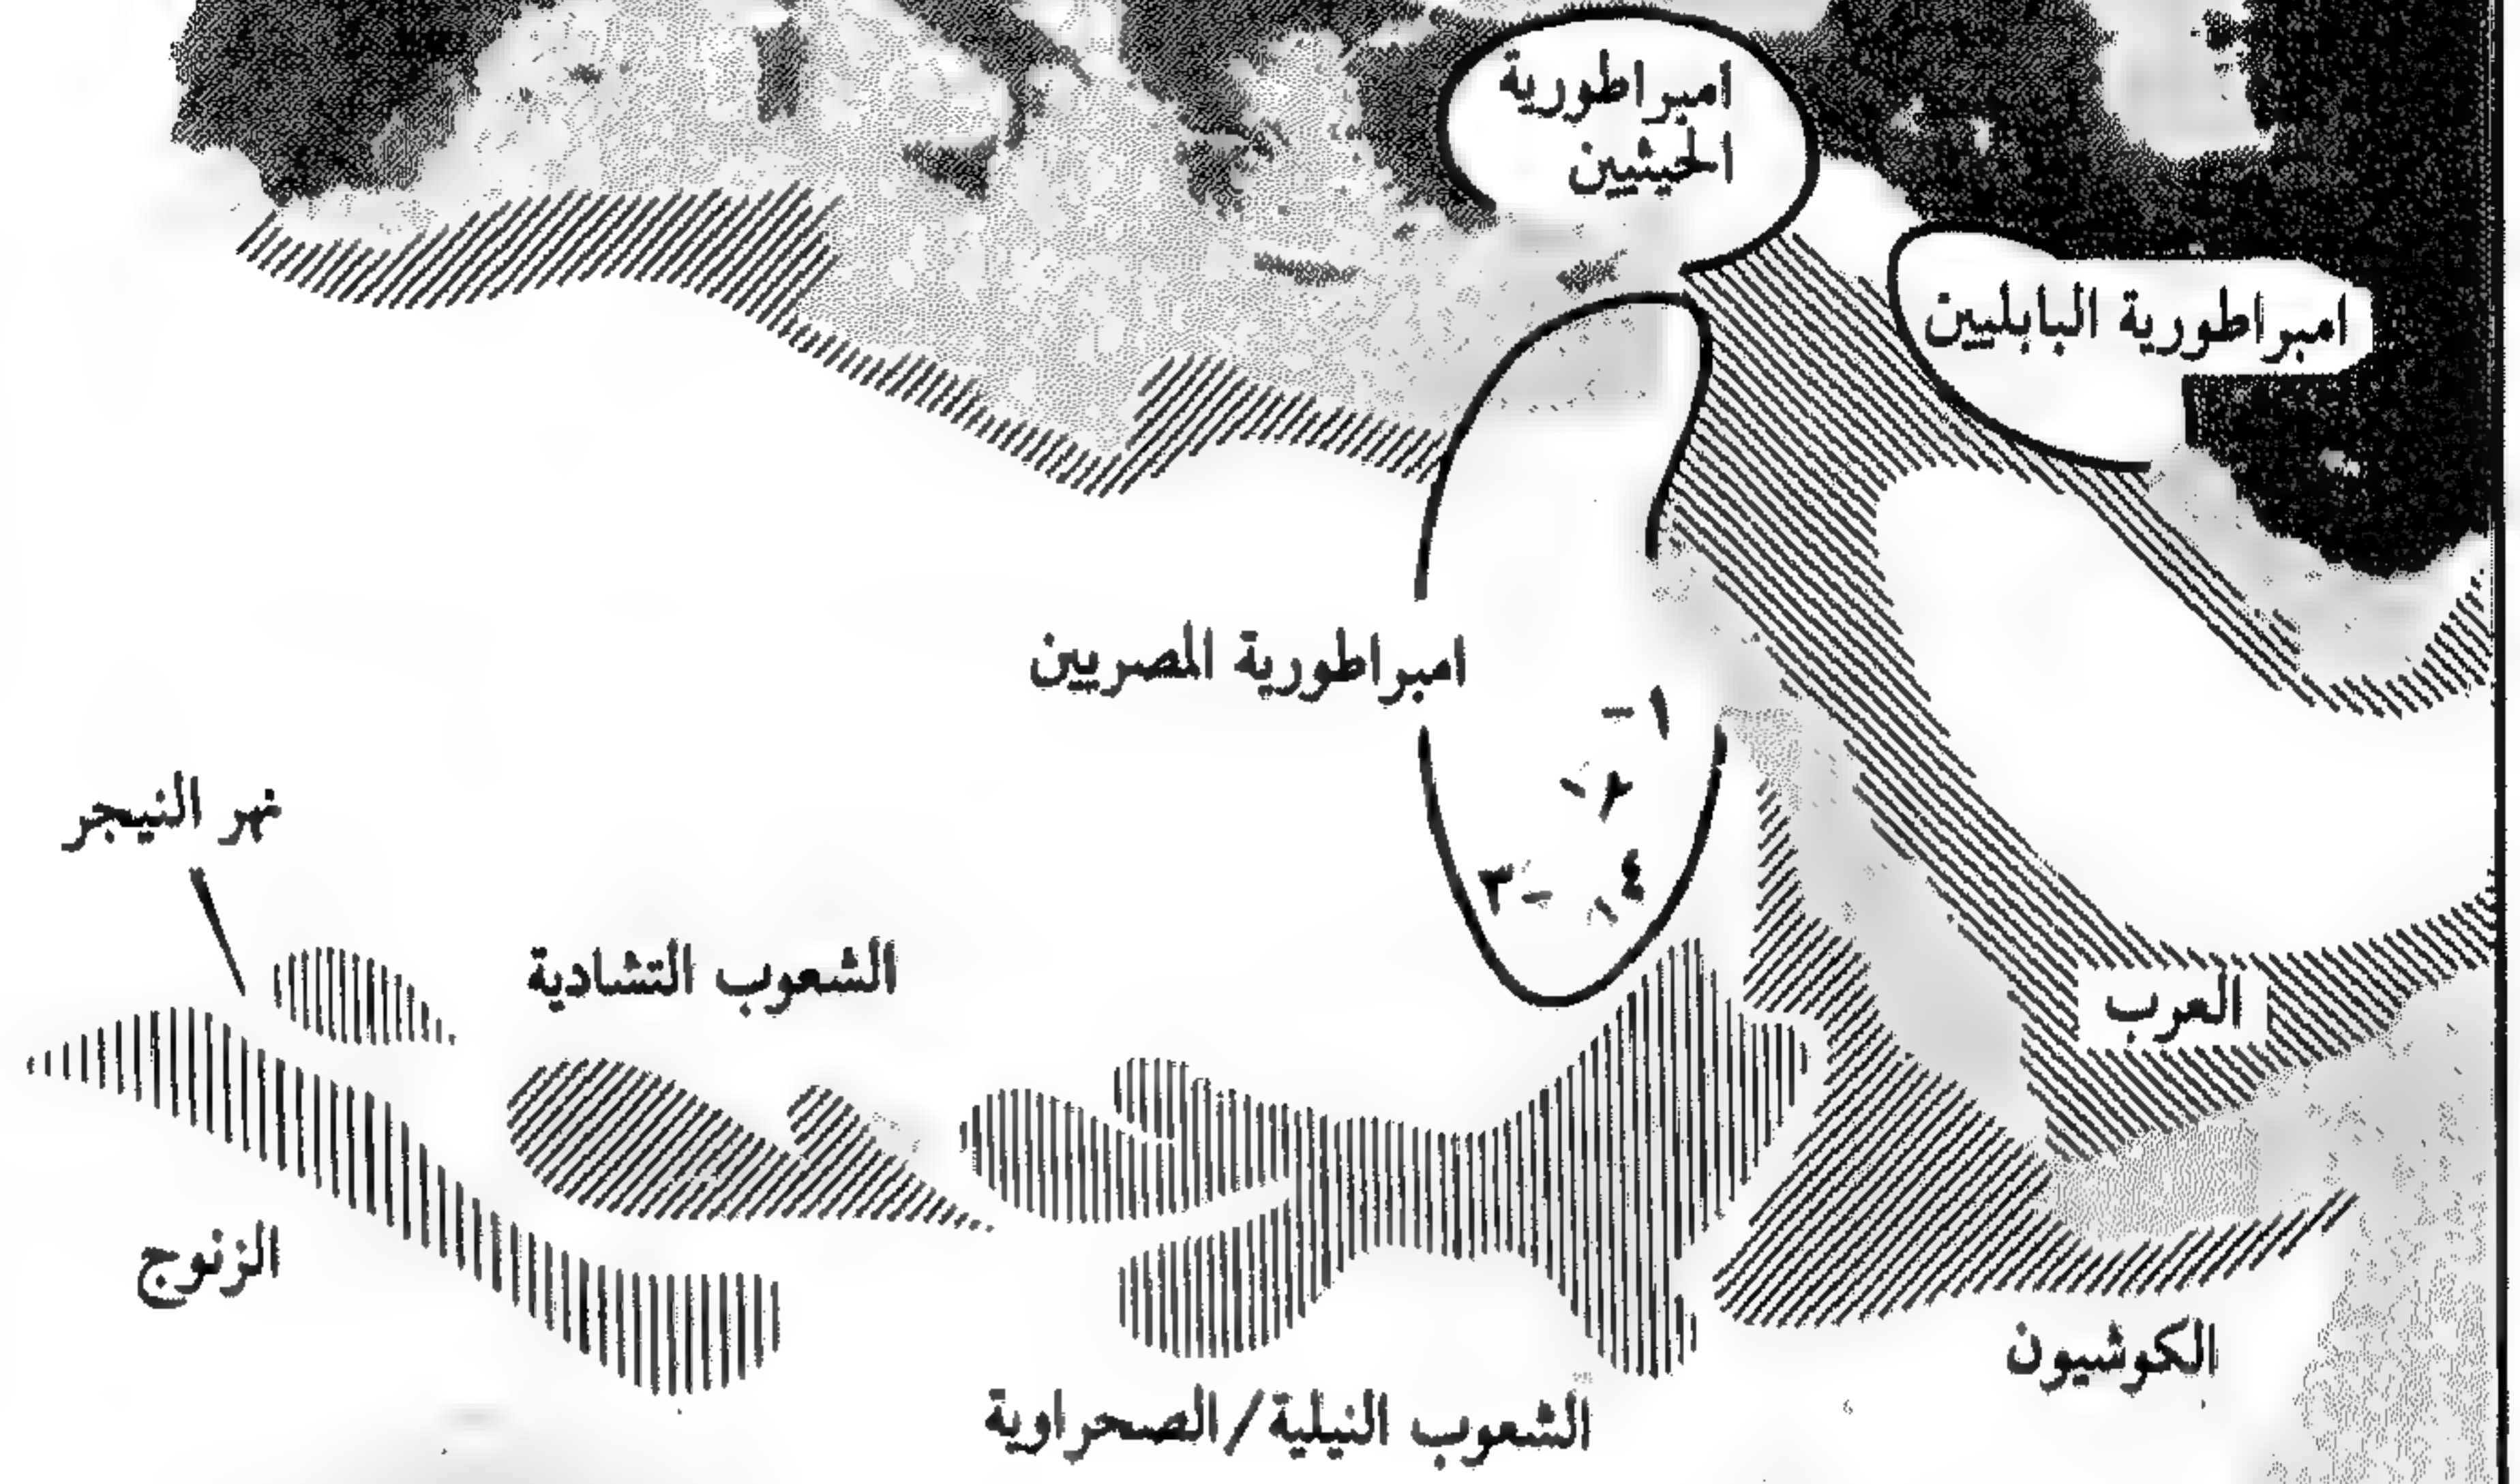 امبراطورية
الحيثيين
امبراطورية البابليين
امبراطورية المصريين
١-
٢-
٣-
٤-
نهر النيجر
الشعوب التشادية
العرب
الزنوج
الكوشيون
الشعوب النيلية/الصحراوية